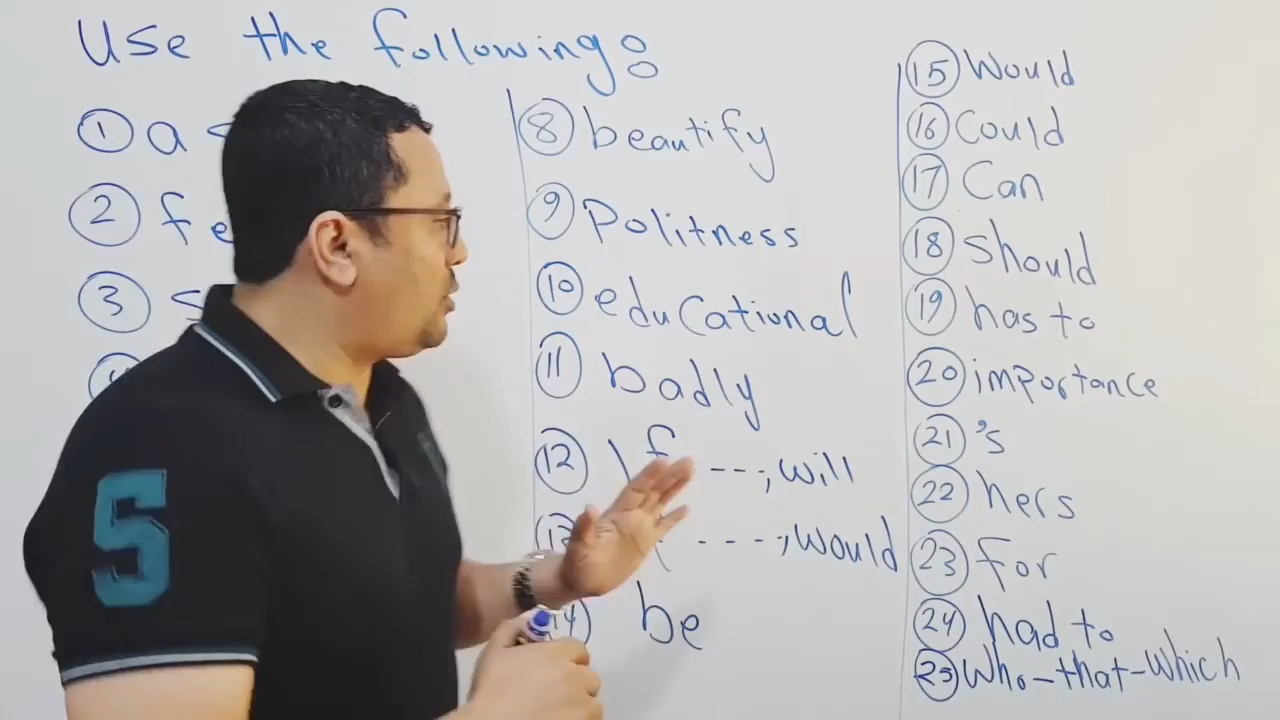 Use the following:
① a
② fe
③ s
⑧ beautify
⑨ Politness
⑩ educational
⑪ badly
⑫ If ---, will
⑬ ----, would
⑭ be
⑮ Would
⑯ Could
⑰ Can
⑱ Should
⑲ has to
⑳ importance
㉑ 's
㉒ hers
㉓ For
㉔ had to
㉕ Who-that-which
5